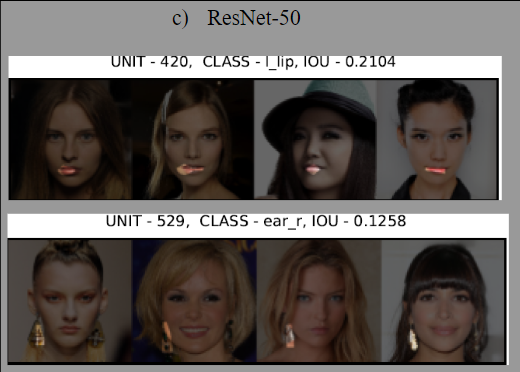 c) ResNet-50
UNIT - 420, CLASS - l_lip, IOU - 0.2104
UNIT - 529, CLASS - ear_r, IOU - 0.1258